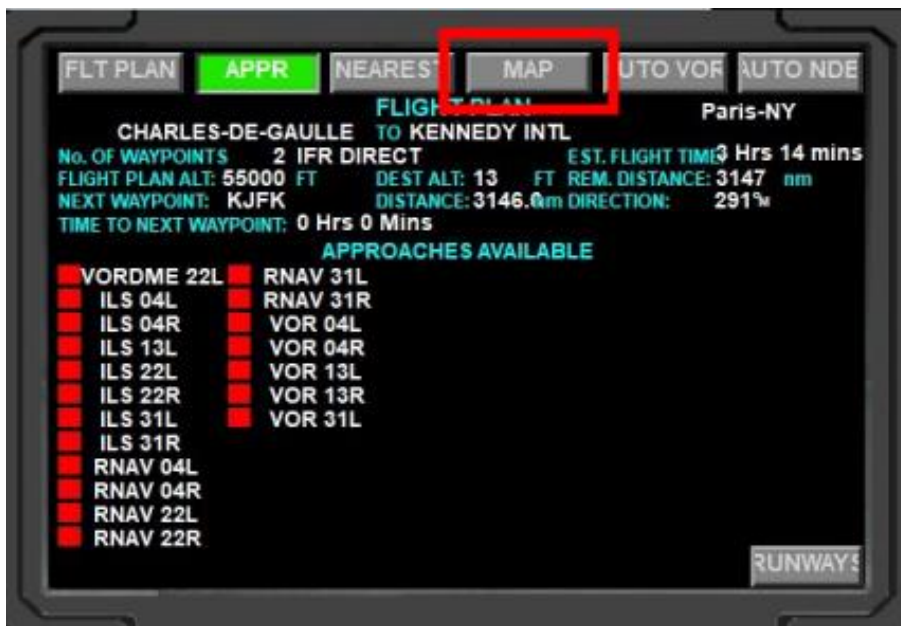 FLT PLAN APPR NEAREST MAP UTO VOR AUTO NDB
FLIGHT PLAN Paris-NY
CHARLES-DE-GAULLE TO KENNEDY INTL
No. OF WAYPOINTS 2 IFR DIRECT EST. FLIGHT TIME 3 Hrs 14 mins
FLIGHT PLAN ALT: 55000 FT DEST ALT: 13 FT REM. DISTANCE: 3147 nm
NEXT WAYPOINT: KJFK DISTANCE: 3146.0nm DIRECTION: 291°M
TIME TO NEXT WAYPOINT: 0 Hrs 0 Mins
APPROACHES AVAILABLE
VORDME 22L RNAV 31L
ILS 04L RNAV 31R
ILS 04R VOR 04L
ILS 13L VOR 04R
ILS 22L VOR 13L
ILS 22R VOR 13R
ILS 31L VOR 31L
ILS 31R
RNAV 04L
RNAV 04R
RNAV 22L
RNAV 22R
RUNWAYS